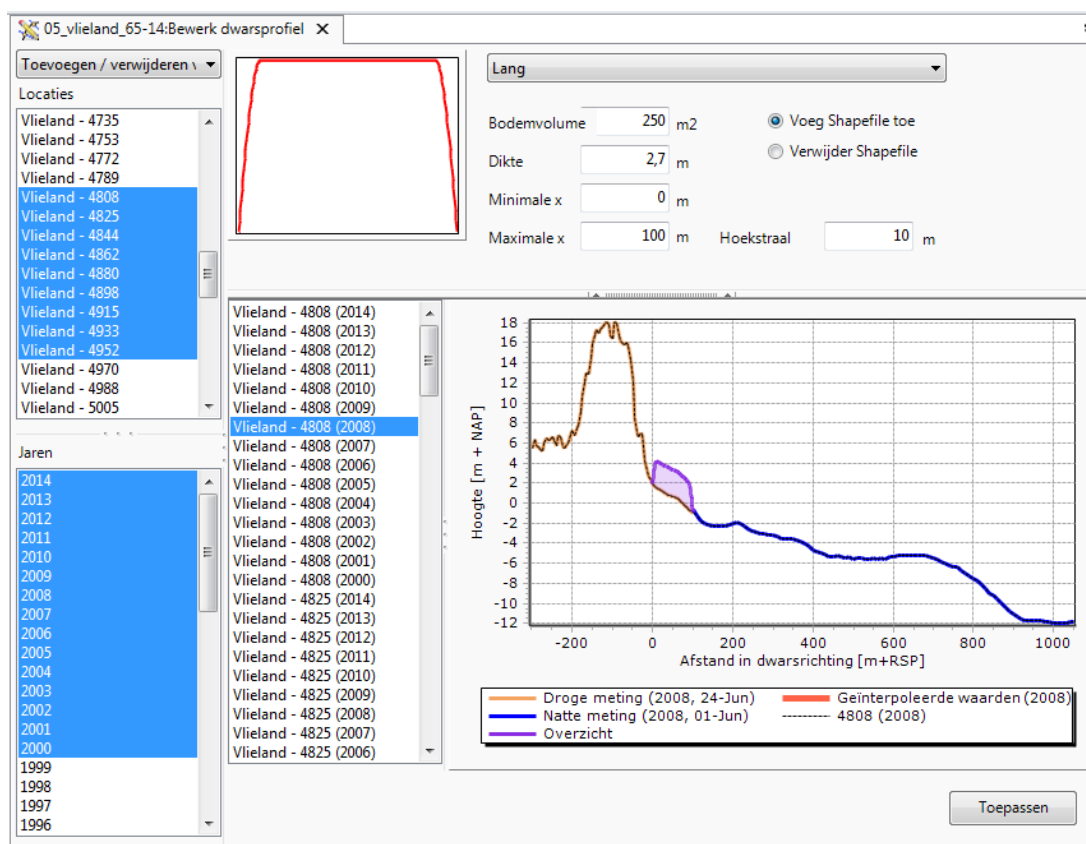 05_vlieland_65-14:Bewerk dwarsprofiel X
Toevoegen / verwijderen v
Locaties
Vlieland - 4735
Vlieland - 4753
Vlieland - 4772
Vlieland - 4789
Vlieland - 4808
Vlieland - 4825
Vlieland - 4844
Vlieland - 4862
Vlieland - 4880
Vlieland - 4898
Vlieland - 4915
Vlieland - 4933
Vlieland - 4952
Vlieland - 4970
Vlieland - 4988
Vlieland - 5005
Jaren
2014
2013
2012
2011
2010
2009
2008
2007
2006
2005
2004
2003
2002
2001
2000
1999
1998
1997
1996
Lang
Bodemvolume 250 m2
Dikte 2,7 m
Minimale x 0 m
Maximale x 100 m
Voeg Shapefile toe
Verwijder Shapefile
Hoekstraal 10 m
Vlieland - 4808 (2014)
Vlieland - 4808 (2013)
Vlieland - 4808 (2012)
Vlieland - 4808 (2011)
Vlieland - 4808 (2010)
Vlieland - 4808 (2009)
Vlieland - 4808 (2008)
Vlieland - 4808 (2007)
Vlieland - 4808 (2006)
Vlieland - 4808 (2005)
Vlieland - 4808 (2004)
Vlieland - 4808 (2003)
Vlieland - 4808 (2002)
Vlieland - 4808 (2001)
Vlieland - 4808 (2000)
Vlieland - 4825 (2014)
Vlieland - 4825 (2013)
Vlieland - 4825 (2012)
Vlieland - 4825 (2011)
Vlieland - 4825 (2010)
Vlieland - 4825 (2009)
Vlieland - 4825 (2008)
Vlieland - 4825 (2007)
Vlieland - 4825 (2006)
Hoogte [m + NAP]
18
16
14
12
10
8
6
4
2
0
-2
-4
-6
-8
-10
-12
-200 0 200 400 600 800 1000
Afstand in dwarsrichting [m+RSP]
Droge meting (2008, 24-Jun) Geïnterpoleerde waarden (2008)
Natte meting (2008, 01-Jun) 4808 (2008)
Overzicht
Toepassen